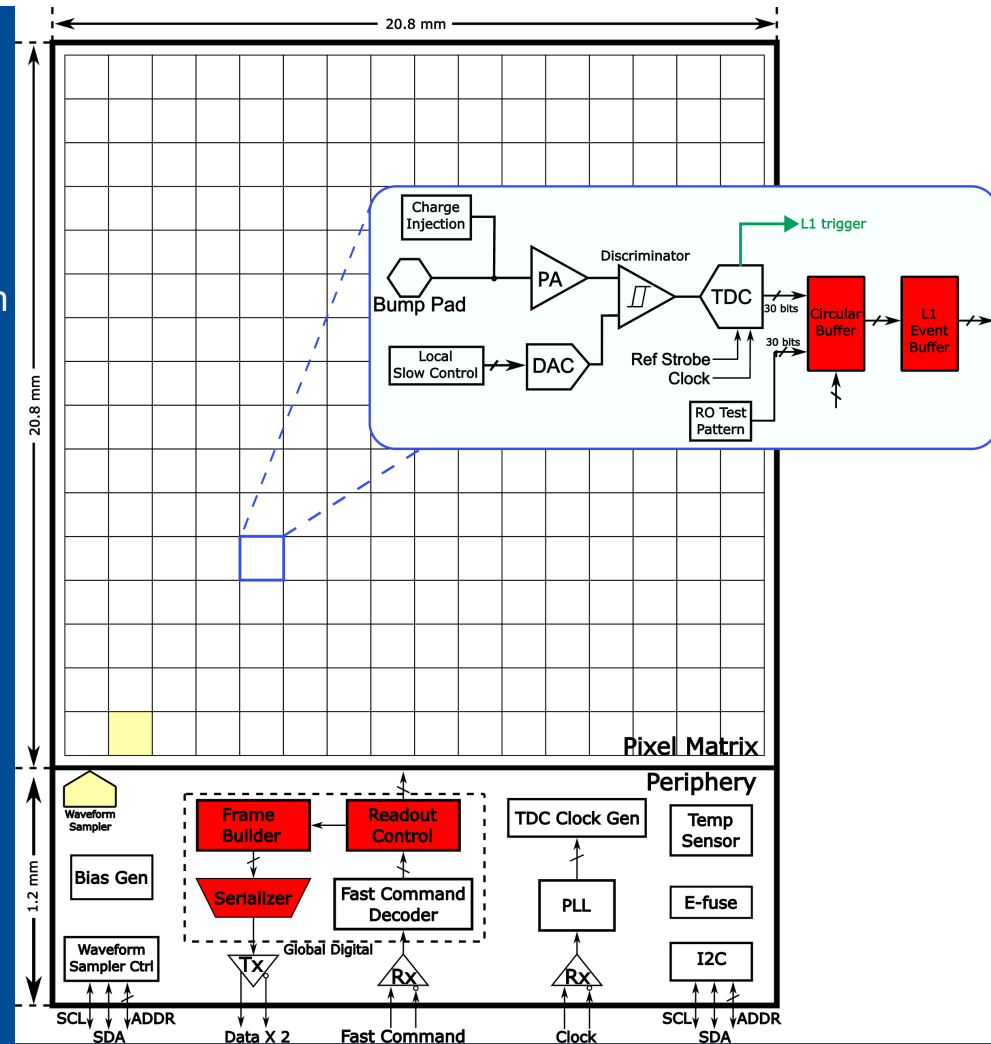 20.8 mm
20.8 mm
n
Charge
Injection
Bump Pad
PA
Discriminator
TDC
L1 trigger
30 bits
Circular
Buffer
L1
Event
Buffer
Local
Slow Control
DAC
Ref Strobe
Clock
30 bits
RO Test
Pattern
Pixel Matrix
Periphery
1.2 mm
Waveform
Sampler
Bias Gen
Waveform
Sampler Ctrl
Frame
Builder
Readout
Control
Serializer
Fast Command
Decoder
Global Digital
Tx
Rx
TDC Clock Gen
PLL
Rx
Temp
Sensor
E-fuse
I2C
SCL
SDA
ADDR
Data X 2
Fast Command
Clock
SCL
SDA
ADDR